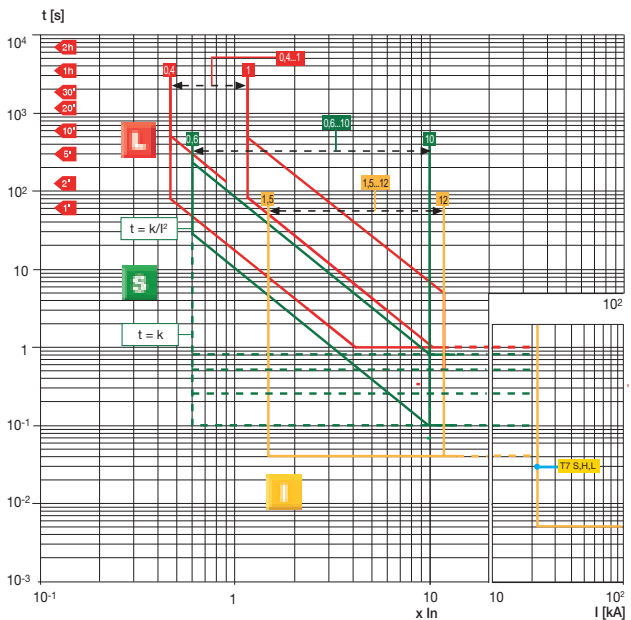 t [s]
10⁴
2h
1h
30'
20'
10'
5'
2'
1'
10³
10²
10
1
10⁻¹
10⁻²
10⁻³
0,4
1
0,4...1
L
0,6
0,6...10
10
1,5
1,5...12
12
t = k/I²
S
t = k
I
10²
T7 S,H,L
10⁻¹
1
10
10
10²
x In
I [kA]